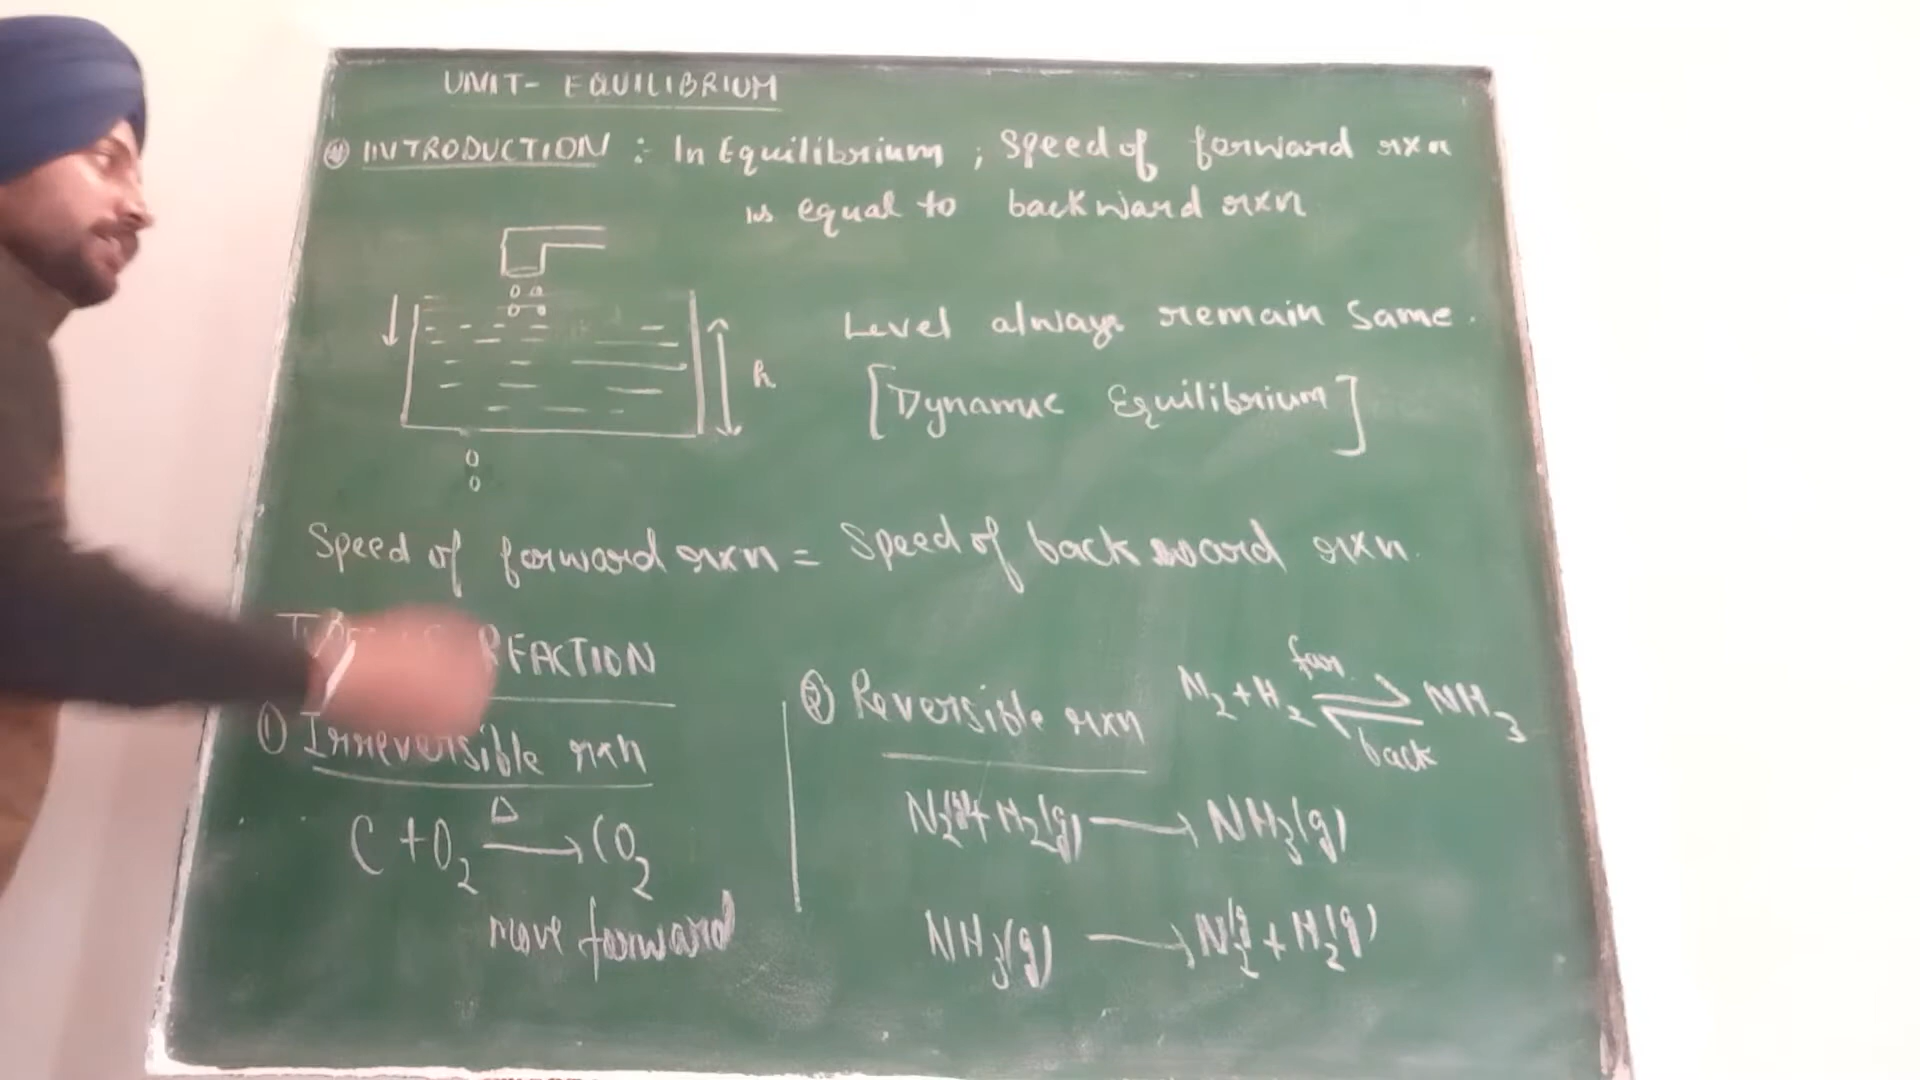 UNIT- EQUILIBRIUM
INTRODUCTION :- In Equilibrium ; Speed of forward rxn
is equal to backward rxn
h
Level always remain same.
[Dynamic Equilibrium]
Speed of forward rxn = Speed of backward rxn.
REACTION
① Irreversible rxn
C + O₂ —Δ→ CO₂
move forward
② Reversible rxn
N₂ + H₂ ⇌ NH₃
for
back
N₂(g) + H₂(g) ⟶ NH₃(g)
NH₃(g) ⟶ N₂(g) + H₂(g)